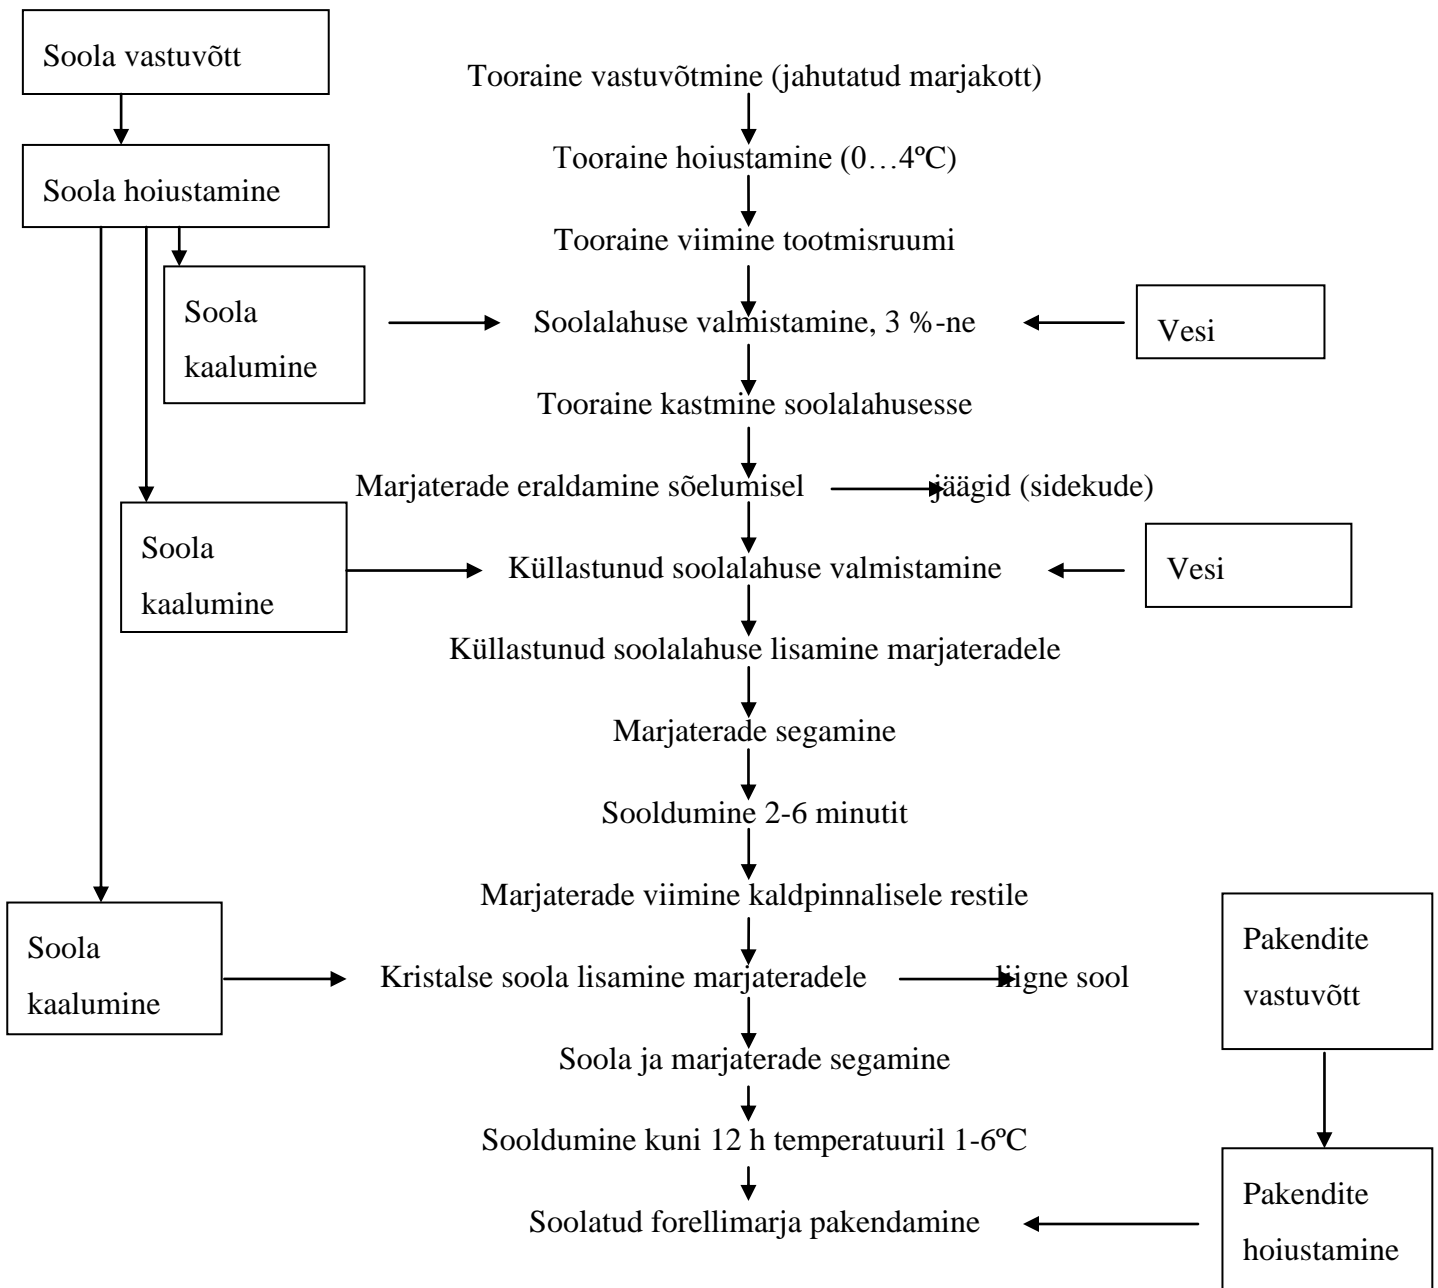 Soola vastuvõtt
Tooraine vastuvõtmine (jahutatud marjakott)
Tooraine hoiustamine (0…4ºC)
Soola hoiustamine
Tooraine viimine tootmisruumi
Soola
kaalumine
Soolalahuse valmistamine, 3 %-ne
Vesi
Tooraine kastmine soolalahusesse
Marjaterade eraldamine sõelumisel
jäägid (sidekude)
Soola
kaalumine
Küllastunud soolalahuse valmistamine
Vesi
Küllastunud soolalahuse lisamine marjateradele
Marjaterade segamine
Sooldumine 2-6 minutit
Marjaterade viimine kaldpinnalisele restile
Soola
kaalumine
Kristalse soola lisamine marjateradele
liigne sool
Pakendite
vastuvõtt
Soola ja marjaterade segamine
Sooldumine kuni 12 h temperatuuril 1-6ºC
Soolatud forellimarja pakendamine
Pakendite
hoiustamine